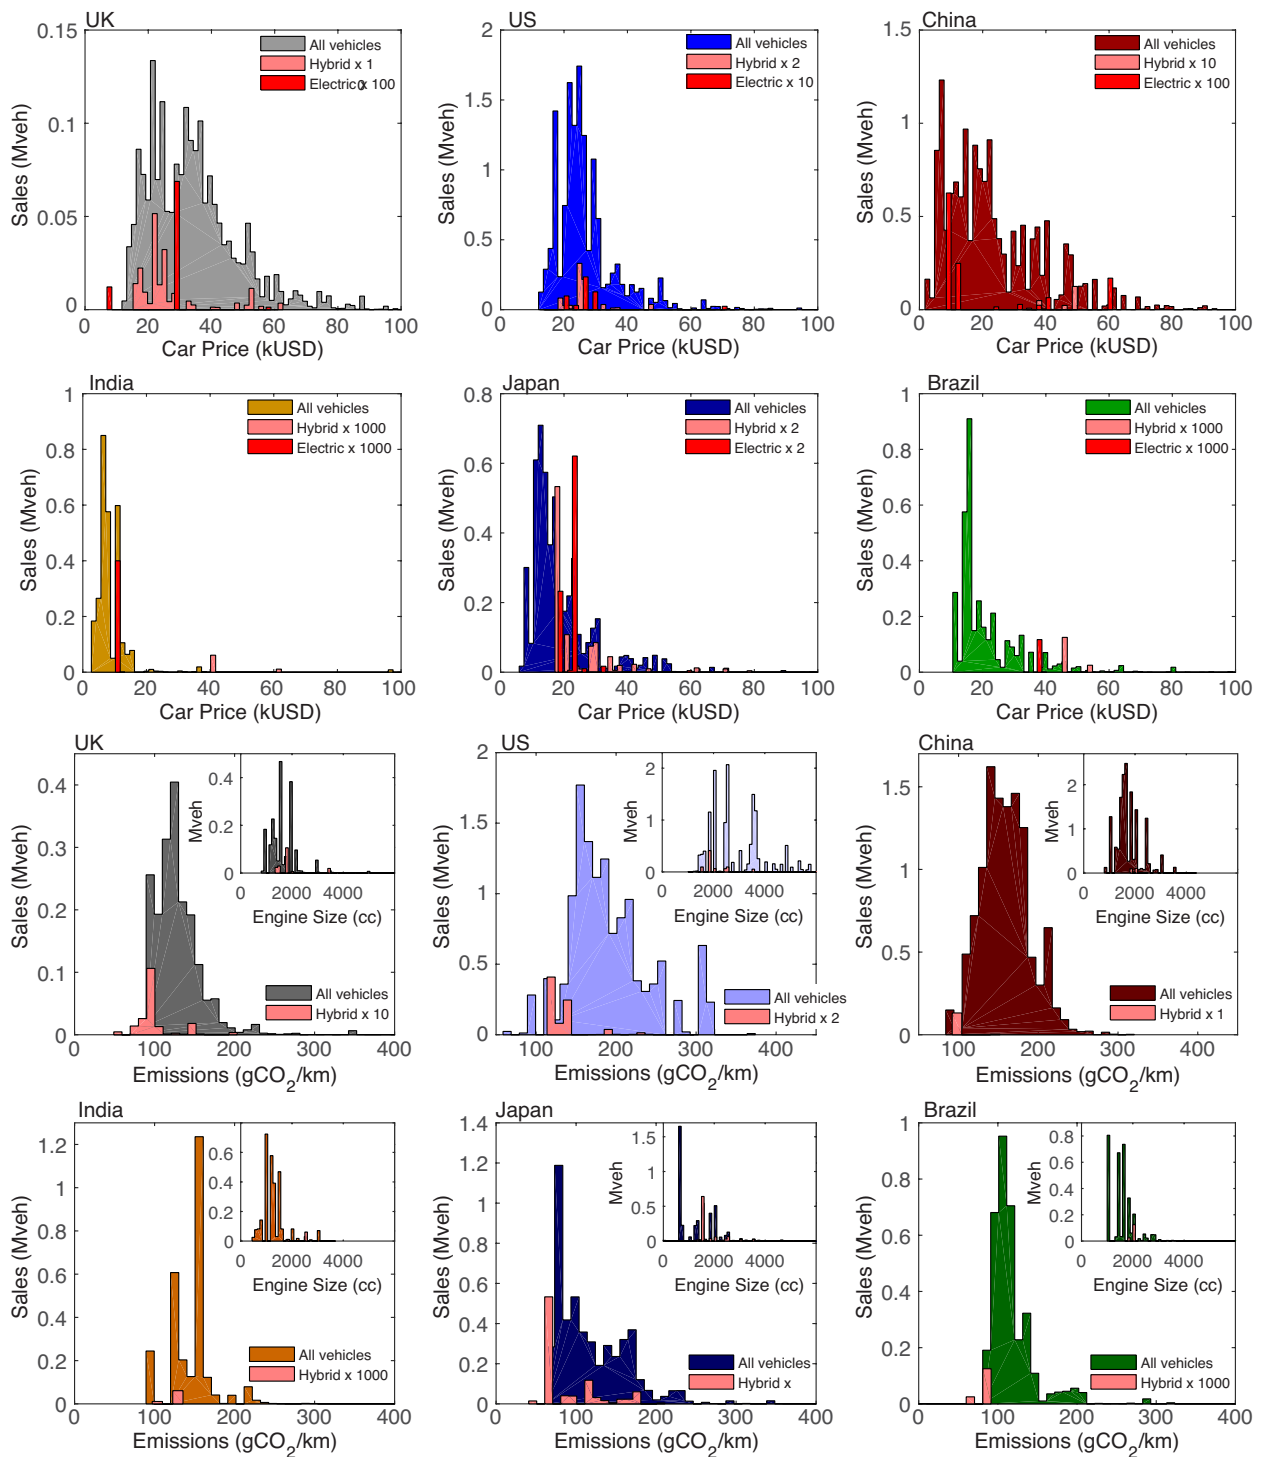 UK
0.15
0.1
0.05
0
Sales (Mveh)
All vehicles
Hybrid x 1
Electric x 100
0 20 40 60 80 100
Car Price (kUSD)
US
2
1.5
1
0.5
0
Sales (Mveh)
All vehicles
Hybrid x 2
Electric x 10
0 20 40 60 80 100
Car Price (kUSD)
China
1.5
1
0.5
0
Sales (Mveh)
All vehicles
Hybrid x 10
Electric x 100
0 20 40 60 80 100
Car Price (kUSD)
India
1
0.8
0.6
0.4
0.2
0
Sales (Mveh)
All vehicles
Hybrid x 1000
Electric x 1000
0 20 40 60 80 100
Car Price (kUSD)
Japan
0.8
0.6
0.4
0.2
0
Sales (Mveh)
All vehicles
Hybrid x 2
Electric x 2
0 20 40 60 80 100
Car Price (kUSD)
Brazil
1
0.8
0.6
0.4
0.2
0
Sales (Mveh)
All vehicles
Hybrid x 1000
Electric x 1000
0 20 40 60 80 100
Car Price (kUSD)
UK
0.4
0.3
0.2
0.1
0
Sales (Mveh)
0.4
0.2
0
Mveh
0 2000 4000
Engine Size (cc)
All vehicles
Hybrid x 10
0 100 200 300 400
Emissions (gCO2/km)
US
2
1.5
1
0.5
0
Sales (Mveh)
2
1
0
Mveh
0 2000 4000
Engine Size (cc)
All vehicles
Hybrid x 2
100 200 300 400
Emissions (gCO2/km)
China
1.5
1
0.5
0
Sales (Mveh)
2
1
0
Mveh
0 2000 4000
Engine Size (cc)
All vehicles
Hybrid x 1
100 200 300 400
Emissions (gCO2/km)
India
1.2
1
0.8
0.6
0.4
0.2
0
Sales (Mveh)
0.6
0.4
0.2
0
0 2000 4000
Engine Size (cc)
All vehicles
Hybrid x 1000
0 100 200 300 400
Emissions (gCO2/km)
Japan
1.4
1.2
1
0.8
0.6
0.4
0.2
0
Sales (Mveh)
1.5
1
0.5
0
Mveh
0 2000 4000
Engine Size (cc)
All vehicles
Hybrid x
0 100 200 300 400
Emissions (gCO2/km)
Brazil
1
0.8
0.6
0.4
0.2
0
Sales (Mveh)
0.8
0.6
0.4
0.2
0
Mveh
0 2000 4000
Engine Size (cc)
All vehicles
Hybrid x 1000
0 100 200 300 400
Emissions (gCO2/km)